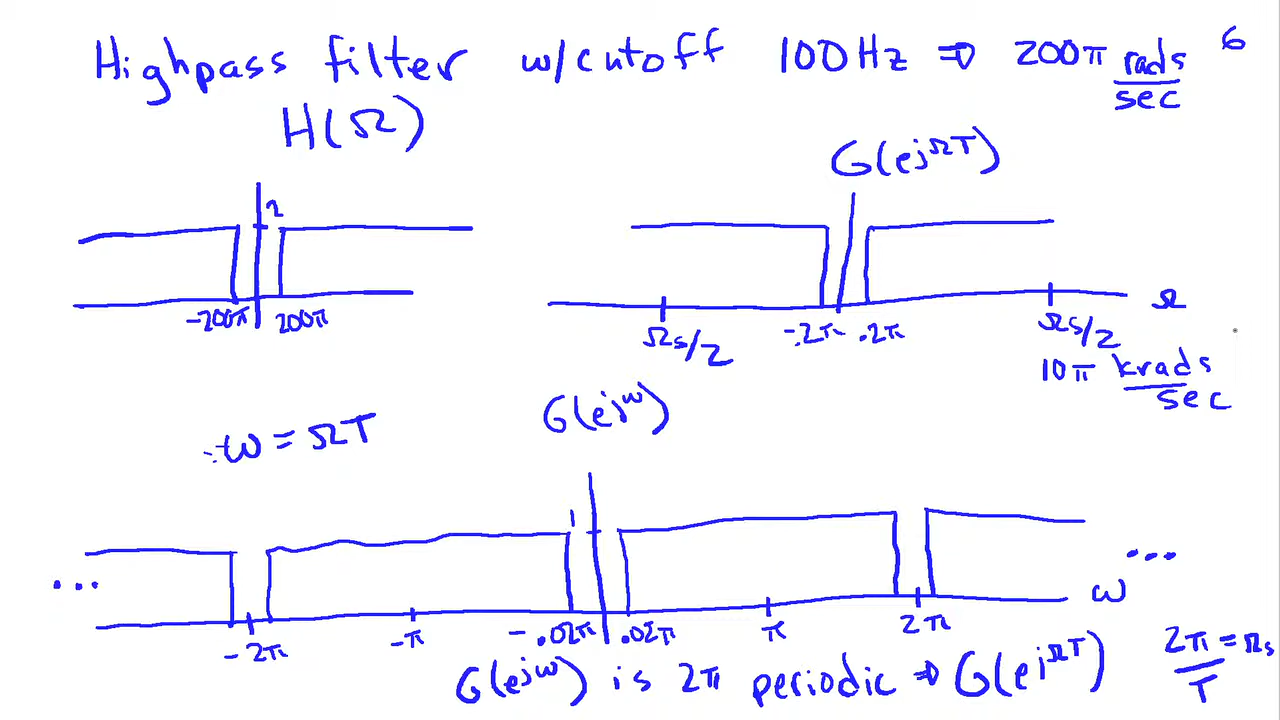 Highpass filter w/cutoff 100Hz ⇒ 200π rads/sec 6
H(Ω)
G(e^jΩT)
1
-200π 200π
Ωs/2 -.2π .2π Ωs/2 Ω
10π krads/sec
G(e^jω)
ω = ΩT
1
... ...
-2π -π -.02π .02π π 2π ω
G(e^jω) is 2π periodic ⇒ G(e^jΩT) 2π/T = Ωs